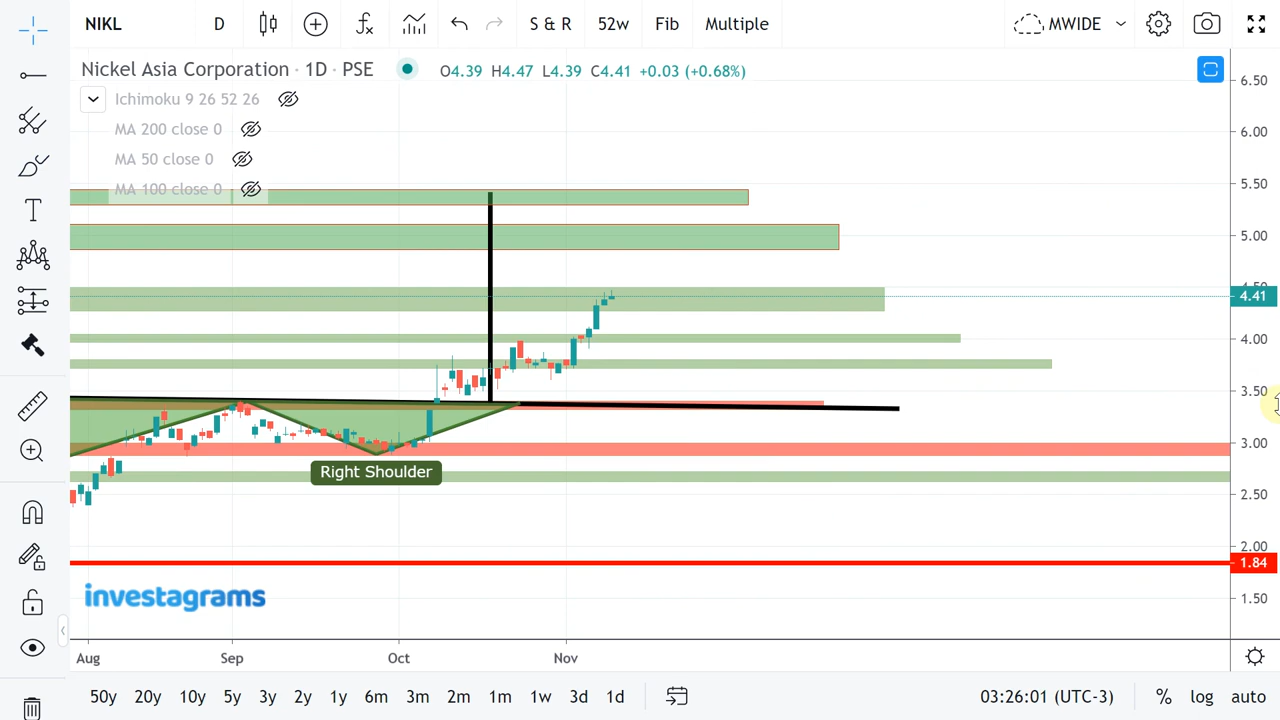 NIKL D S & R 52w Fib Multiple MWIDE
Nickel Asia Corporation · 1D · PSE O4.39 H4.47 L4.39 C4.41 +0.03 (+0.68%)
Ichimoku 9 26 52 26
MA 200 close 0
MA 50 close 0
MA 100 close 0
6.50
6.00
5.50
5.00
4.50
4.41
4.00
3.50
3.00
2.50
2.00
1.84
1.50
Right Shoulder
investagrams
Aug Sep Oct Nov
50y 20y 10y 5y 3y 2y 1y 6m 3m 2m 1m 1w 3d 1d 03:26:01 (UTC-3) % log auto